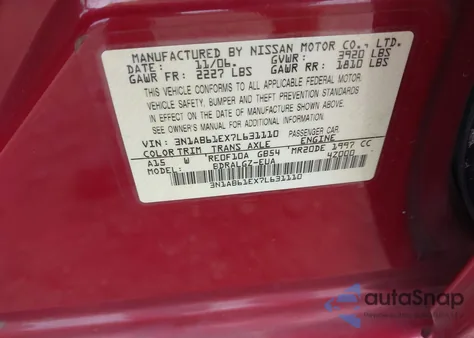 MANUFACTURED BY NISSAN MOTOR CO., LTD.
DATE: 11/06. GVWR: 3920 LBS
GAWR FR: 2227 LBS GAWR RR: 1810 LBS
THIS VEHICLE CONFORMS TO ALL APPLICABLE FEDERAL MOTOR
VEHICLE SAFETY, BUMPER AND THEFT PREVENTION STANDARDS
IN EFFECT ON THE DATE OF MANUFACTURE SHOWN ABOVE.
SEE OWNER'S MANUAL FOR ADDITIONAL INFORMATION.
VIN: 3N1AB61EX7L631110 PASSENGER CAR
COLOR TRIM TRANS AXLE ENGINE
A15 W RE0F10A GB54 MR20DE 1997 CC
MODEL: BDRALGZ-EUA 42000
3N1AB61EX7L631110
autoSnap